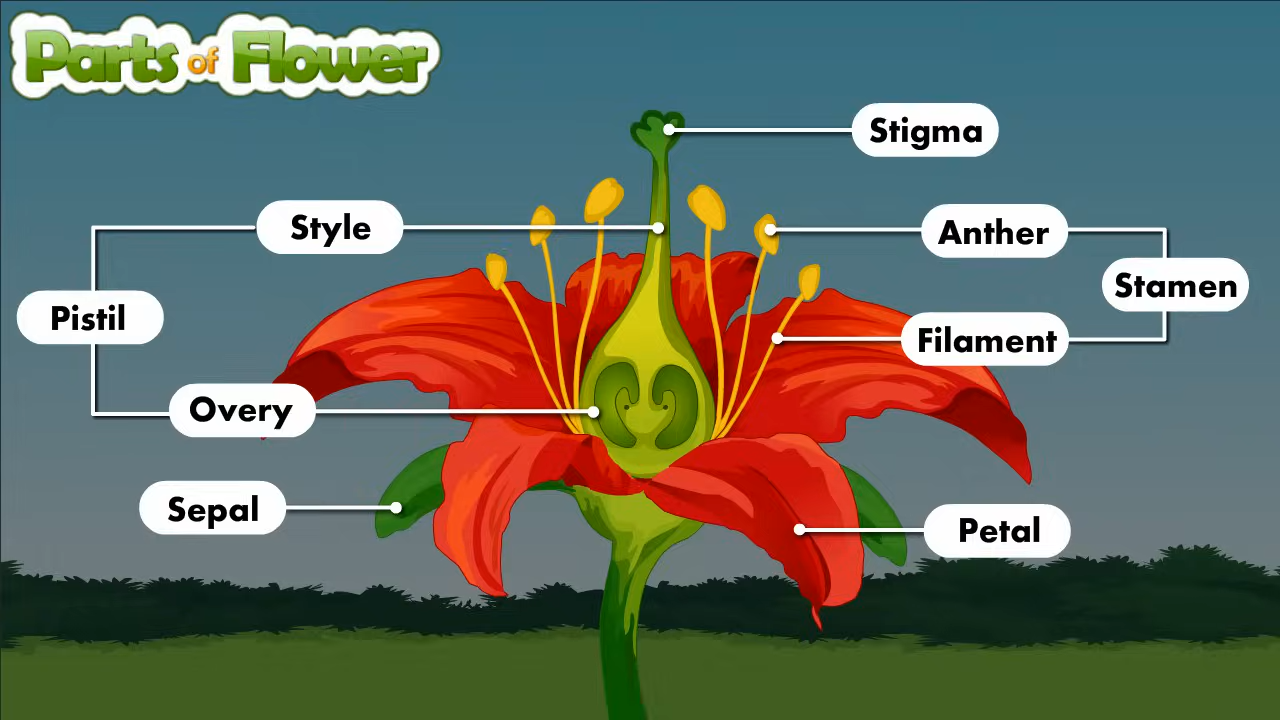 Parts of Flower
Stigma
Style
Anther
Stamen
Pistil
Filament
Overy
Sepal
Petal